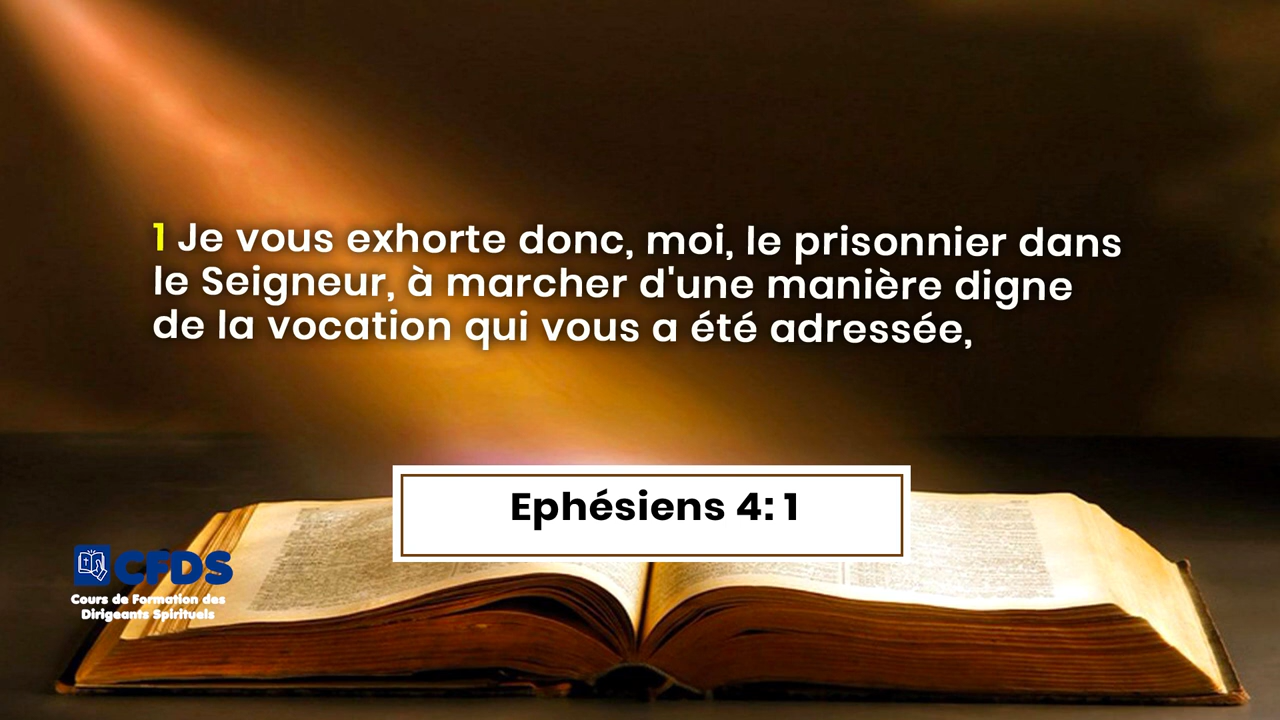 1 Je vous exhorte donc, moi, le prisonnier dans
le Seigneur, à marcher d'une manière digne
de la vocation qui vous a été adressée,
Ephésiens 4: 1
CFDS
Cours de Formation des
Dirigeants Spirituels